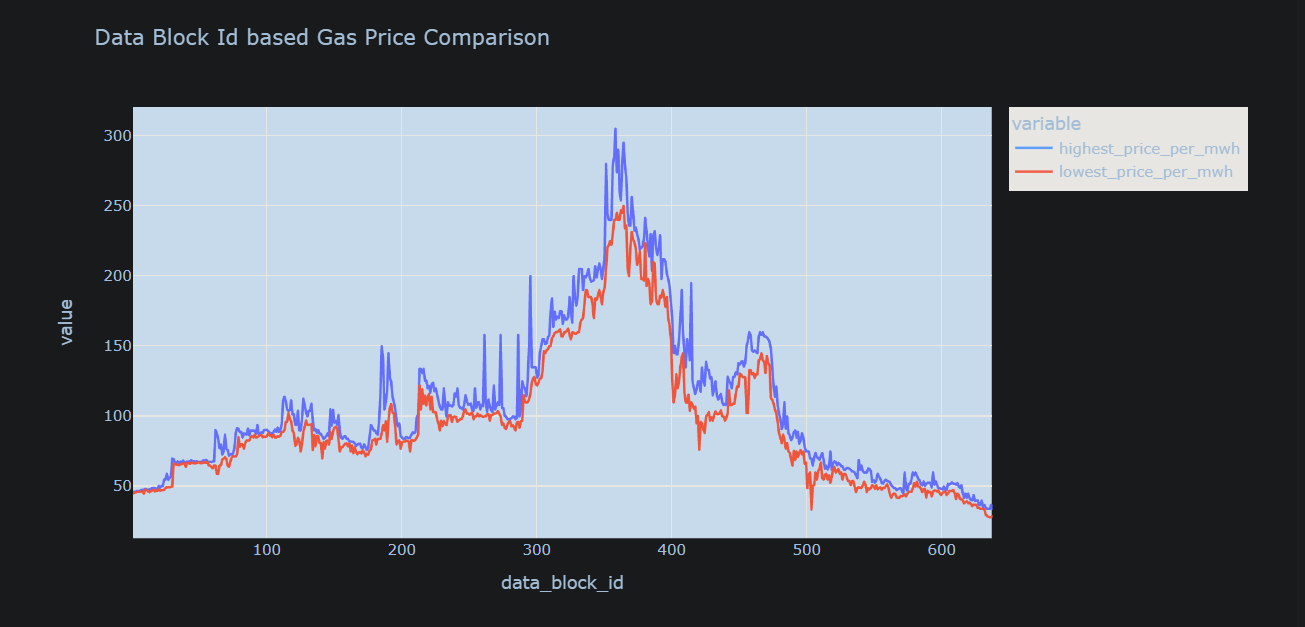 Data Block Id based Gas Price Comparison
variable
highest_price_per_mwh
lowest_price_per_mwh
300
250
200
150
100
50
value
100
200
300
400
500
600
data_block_id